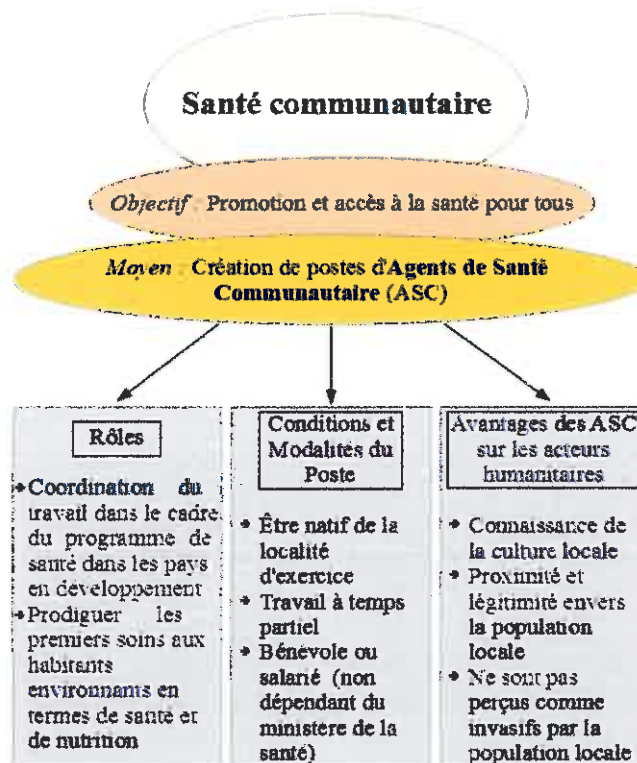 Santé communautaire
Objectif : Promotion et accès à la santé pour tous
Moyen : Création de postes d'Agents de Santé
Communautaire (ASC)
Rôles
Coordination du
travail dans le cadre
du programme de
santé dans les pays
en développement
Prodiguer les
premiers soins aux
habitants
environnants en
termes de santé et
de nutrition
Conditions et
Modalités du
Poste
Être natif de la
localité
d'exercice
Travail à temps
partiel
Bénévole ou
salarié (non
dépendant du
ministère de la
santé)
Avantages des ASC
sur les acteurs
humanitaires
Connaissance de
la culture locale
Proximité et
légitimité envers
la population
locale
Ne sont pas
perçus comme
invasifs par la
population locale